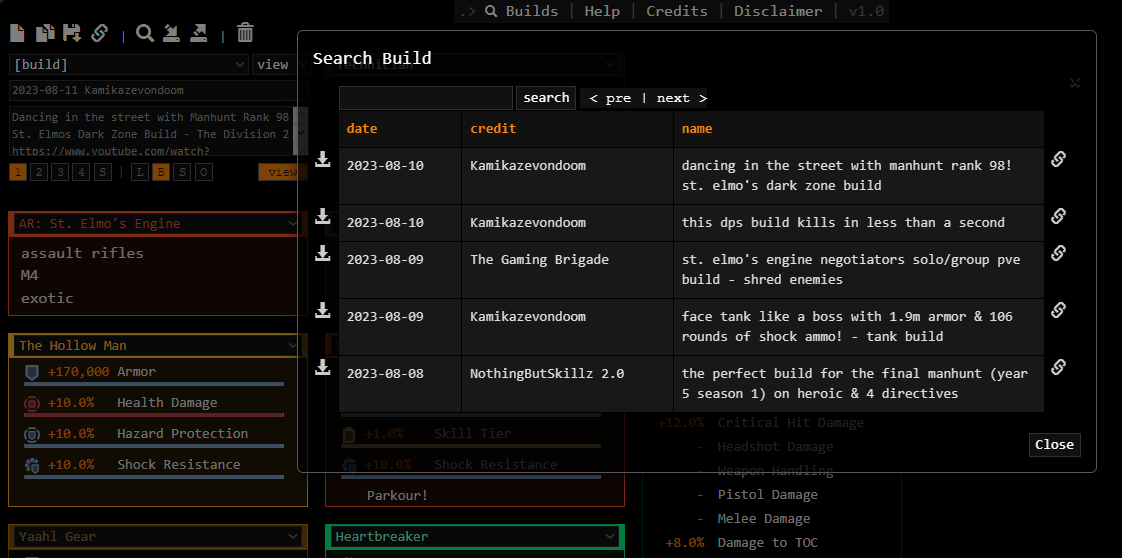 .> Builds | Help | Credits | Disclaimer | v1.0
[build]
view
2023-08-11 Kamikazevondoom
Dancing in the street with Manhunt Rank 98
St. Elmos Dark Zone Build - The Division 2
https://www.youtube.com/watch?
1 2 3 4 S | L B S O
view
AR: St. Elmo's Engine
assault rifles
M4
exotic
The Hollow Man
+170,000 Armor
+10.0% Health Damage
+10.0% Hazard Protection
+10.0% Shock Resistance
Yaahl Gear
Technician
Search Build
search
< pre | next >
date credit name
2023-08-10 Kamikazevondoom dancing in the street with manhunt rank 98!
st. elmo's dark zone build
2023-08-10 Kamikazevondoom this dps build kills in less than a second
2023-08-09 The Gaming Brigade st. elmo's engine negotiators solo/group pve
build - shred enemies
2023-08-09 Kamikazevondoom face tank like a boss with 1.9m armor & 106
rounds of shock ammo! - tank build
2023-08-08 NothingButSkillz 2.0 the perfect build for the final manhunt (year
5 season 1) on heroic & 4 directives
Close
+1.0% Skill Tier
+10.0% Shock Resistance
Parkour!
Heartbreaker
+12.0% Critical Hit Damage
- Headshot Damage
- Weapon Handling
- Pistol Damage
- Melee Damage
+8.0% Damage to TOC